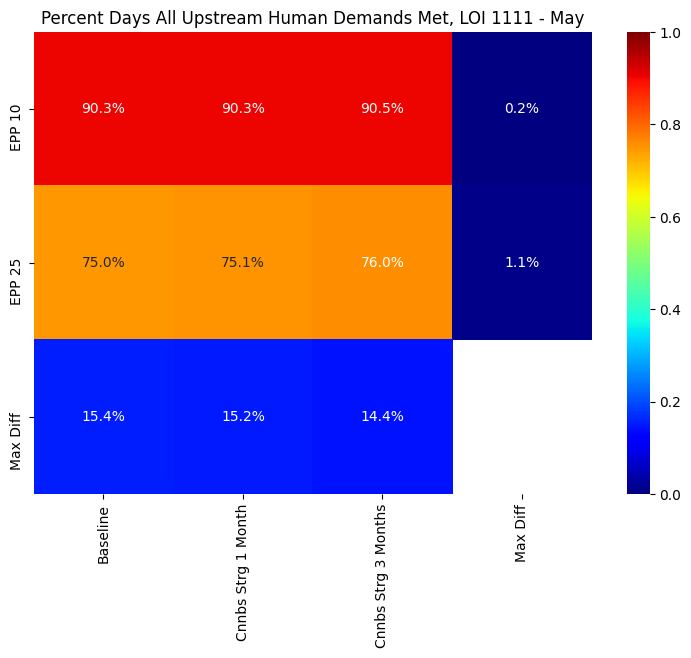 Percent Days All Upstream Human Demands Met, LOI 1111 - May
EPP 10
90.3%
90.3%
90.5%
0.2%
EPP 25
75.0%
75.1%
76.0%
1.1%
Max Diff
15.4%
15.2%
14.4%
Baseline
Cnnbs Strg 1 Month
Cnnbs Strg 3 Months
Max Diff
1.0
0.8
0.6
0.4
0.2
0.0